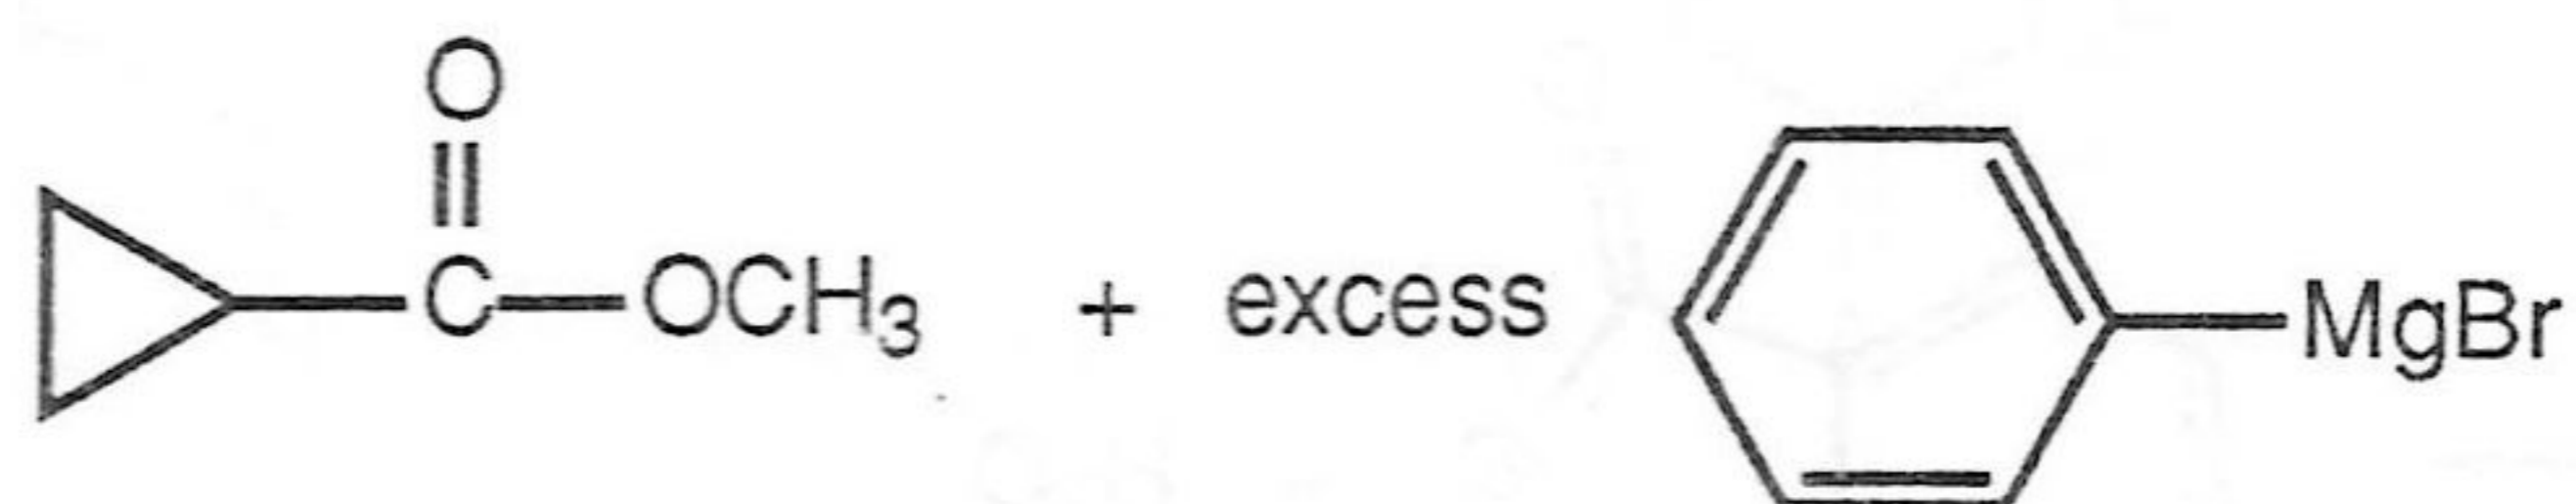 O
C OCH₃ + excess MgBr